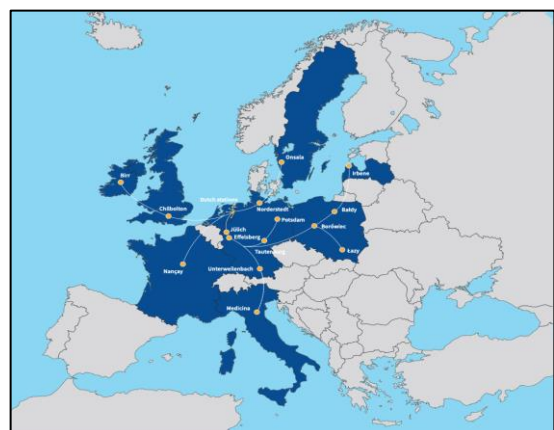 Onsala
Irbene
Birr
Chilbolton
Dutch stations
Norderstedt
Bałdy
Potsdam
Borówiec
Jülich
Effelsberg
Tautenburg
Łazy
Unterweilenbach
Nançay
Medicina